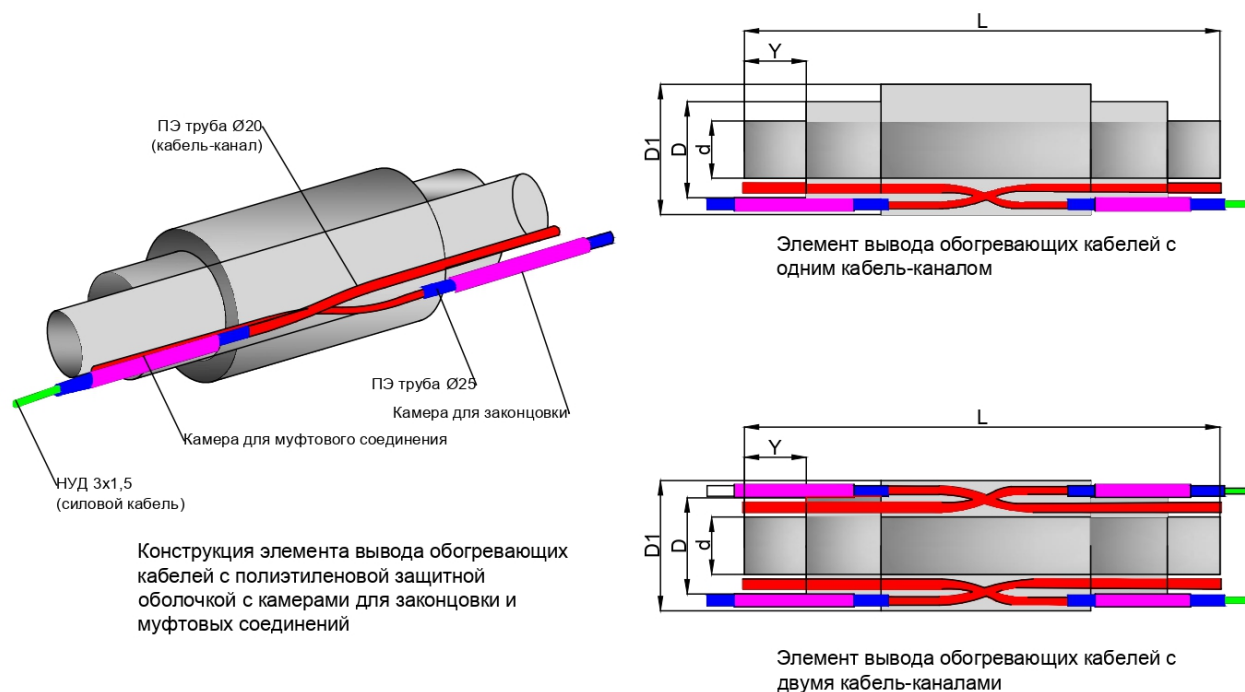 ПЭ труба Ø20
(кабель-канал)
ПЭ труба Ø25
Камера для законцовки
Камера для муфтового соединения
НУД 3х1,5
(силовой кабель)
Конструкция элемента вывода обогревающих
кабелей с полиэтиленовой защитной
оболочкой с камерами для законцовки и
муфтовых соединений
L
Y
D1
D
d
Элемент вывода обогревающих кабелей с
одним кабель-каналом
L
Y
D1
D
d
Элемент вывода обогревающих кабелей с
двумя кабель-каналами